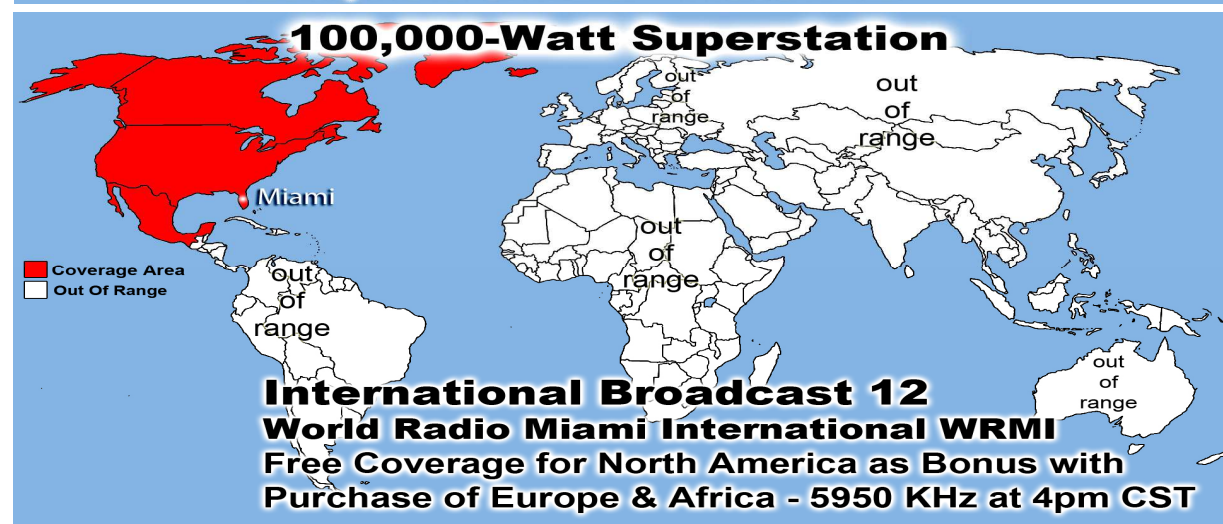 100,000-Watt Superstation
out
of
range
out
of
range
Miami
out
of
range
Coverage Area
Out Of Range
out
of
range
out
of
range
International Broadcast 12
World Radio Miami International WRMI
Free Coverage for North America as Bonus with
Purchase of Europe & Africa - 5950 KHz at 4pm CST